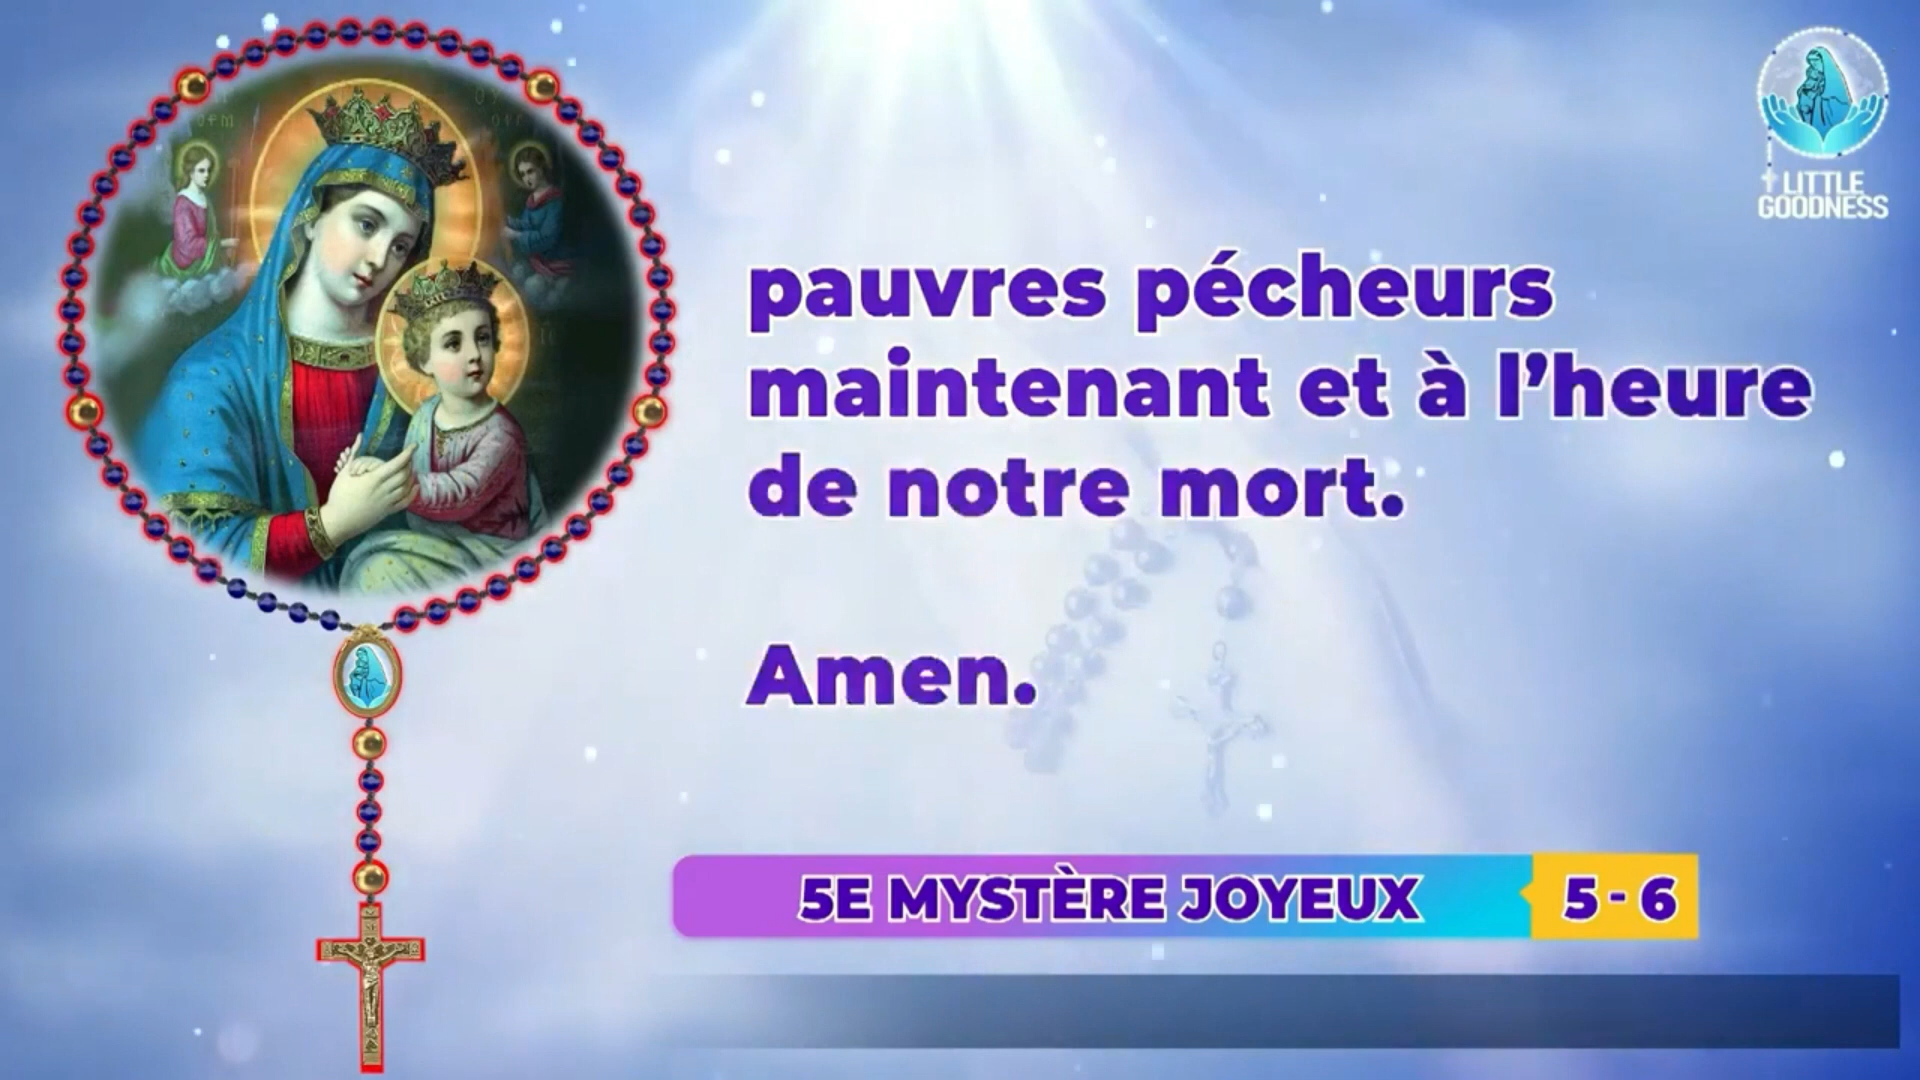 LITTLE
GOODNESS
pauvres pécheurs
maintenant et à l’heure
de notre mort.
Amen.
5E MYSTÈRE JOYEUX
5 - 6